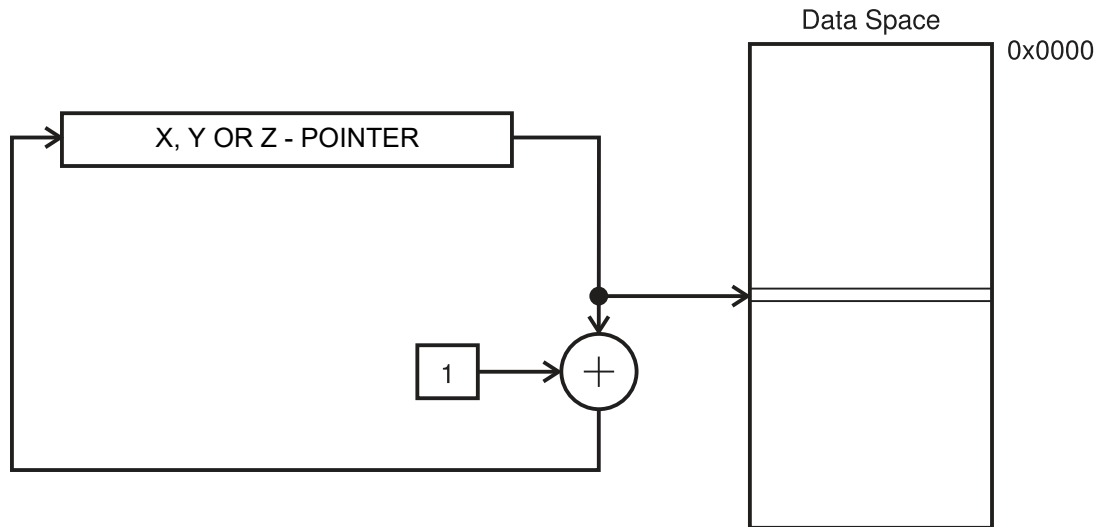 Data Space
0x0000
X, Y OR Z - POINTER
1
+